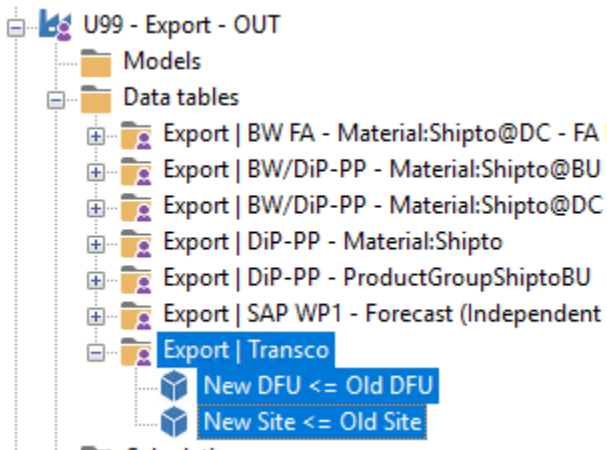 U99 - Export - OUT
Models
Data tables
Export | BW FA - Material:Shipto@DC - FA
Export | BW/DiP-PP - Material:Shipto@BU
Export | BW/DiP-PP - Material:Shipto@DC
Export | DiP-PP - Material:Shipto
Export | DiP-PP - ProductGroupShiptoBU
Export | SAP WP1 - Forecast (Independent
Export | Transco
New DFU <= Old DFU
New Site <= Old Site